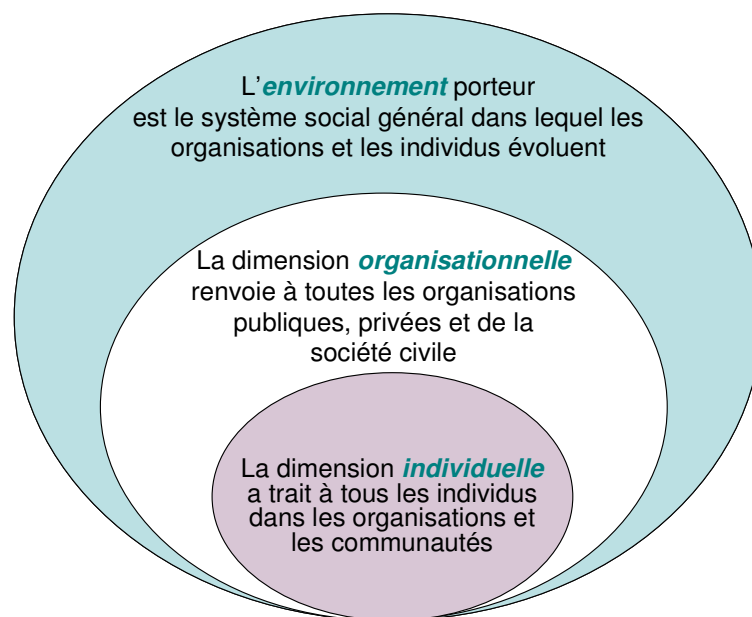 L'environnement porteur
est le système social général dans lequel les
organisations et les individus évoluent
La dimension organisationnelle
renvoie à toutes les organisations
publiques, privées et de la
société civile
La dimension individuelle
a trait à tous les individus
dans les organisations et
les communautés